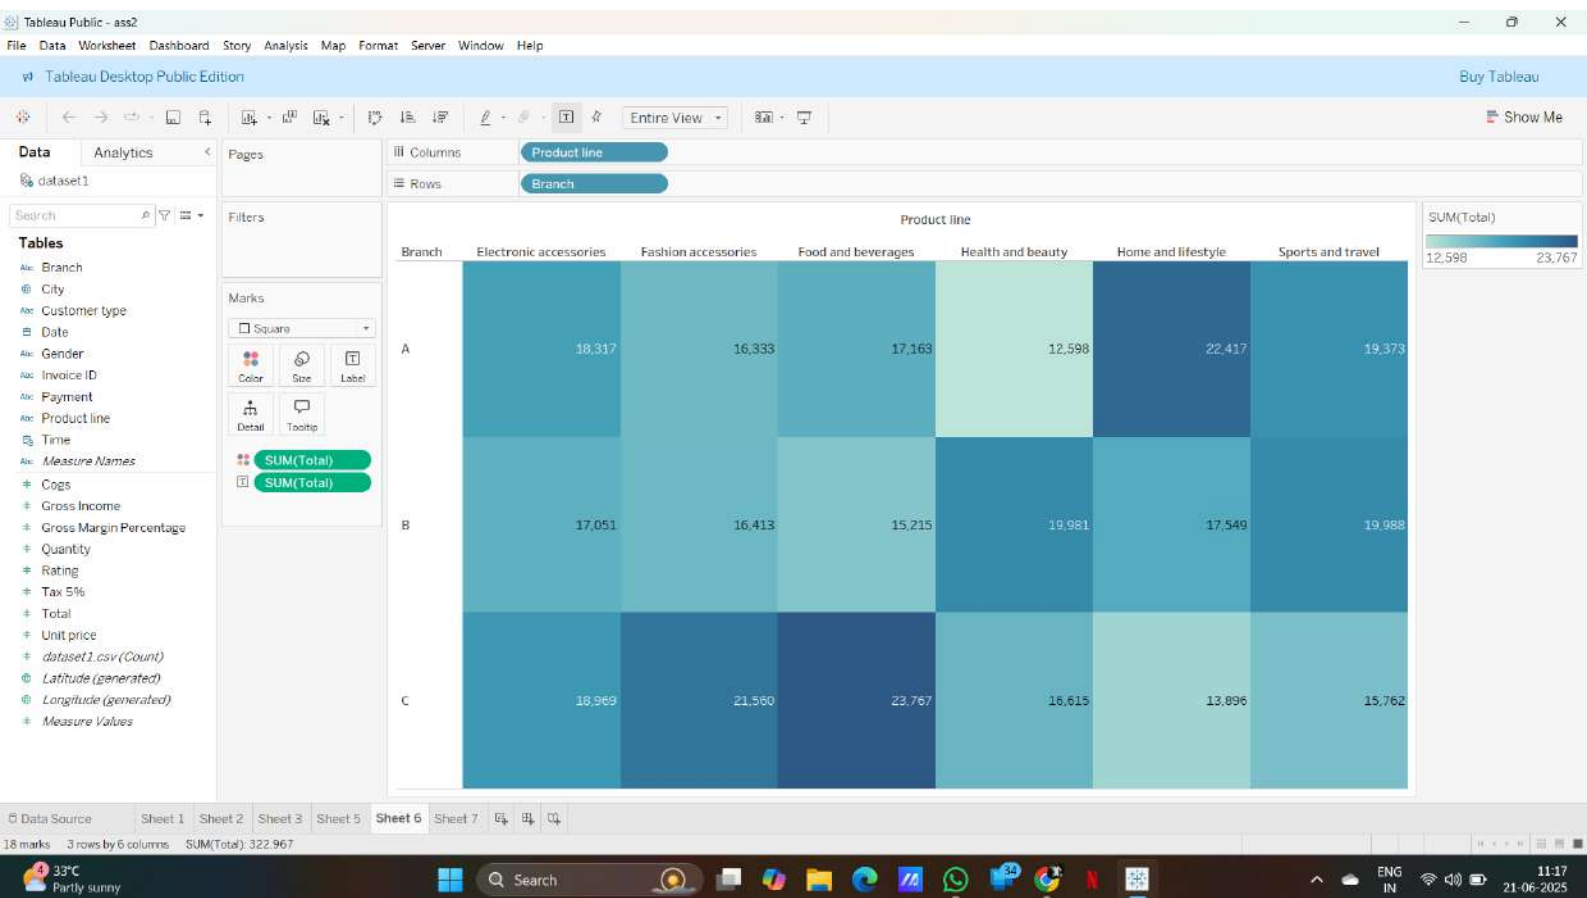 Tableau Public - ass2
File Data Worksheet Dashboard Story Analysis Map Format Server Window Help
Tableau Desktop Public Edition Buy Tableau
Entire View Show Me
Data Analytics Pages Columns Product line
dataset1 Rows Branch
Search Filters
Tables
Abc Branch
City
Abc Customer type
Date
Abc Gender
Abc Invoice ID
Abc Payment
Abc Product line
Time
Abc Measure Names
Cogs
Gross Income
Gross Margin Percentage
Quantity
Rating
Tax 5%
Total
Unit price
dataset1.csv (Count)
Latitude (generated)
Longitude (generated)
Measure Values
Marks
Square
Color Size Label
Detail Tooltip
SUM(Total)
SUM(Total)
Product line
Branch Electronic accessories Fashion accessories Food and beverages Health and beauty Home and lifestyle Sports and travel
A 18,317 16,333 17,163 12,598 22,417 19,373
B 17,051 16,413 15,215 19,981 17,549 19,988
C 18,969 21,560 23,767 16,615 13,896 15,762
SUM(Total)
12,598 23,767
Data Source Sheet 1 Sheet 2 Sheet 3 Sheet 5 Sheet 6 Sheet 7
18 marks 3 rows by 6 columns SUM(Total): 322,967
4 33°C
Partly sunny
Search
34
ENG
IN
11:17
21-06-2025